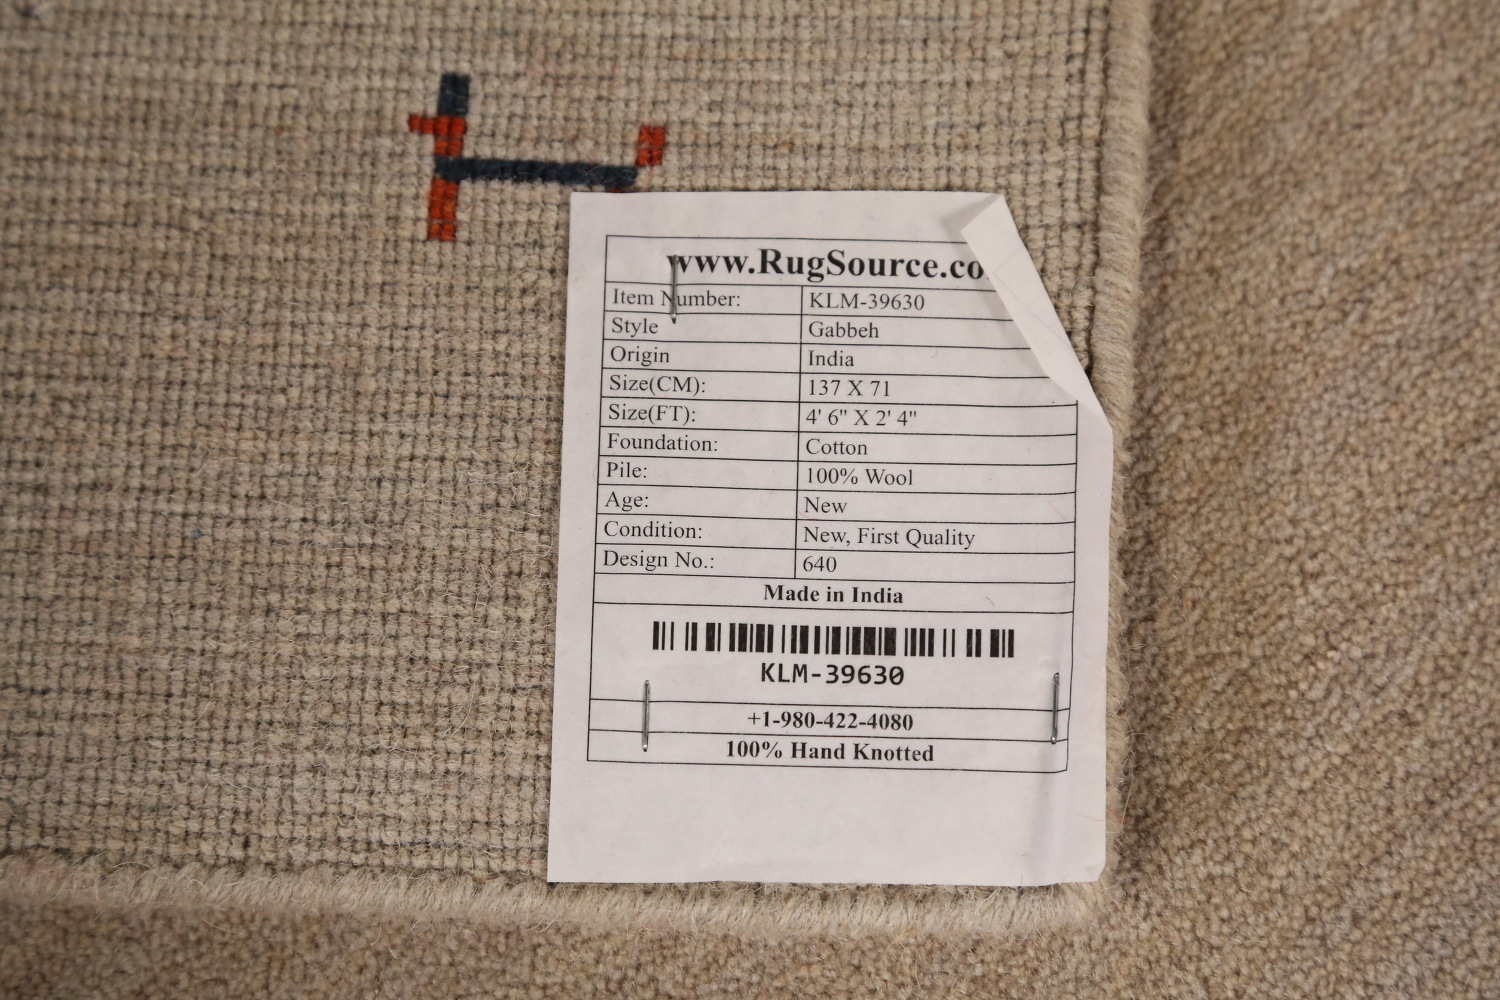 www.RugSource.co
Item Number: KLM-39630
Style Gabbeh
Origin India
Size(CM): 137 X 71
Size(FT): 4' 6" X 2' 4"
Foundation: Cotton
Pile: 100% Wool
Age: New
Condition: New, First Quality
Design No.: 640
Made in India
KLM-39630
+1-980-422-4080
100% Hand Knotted